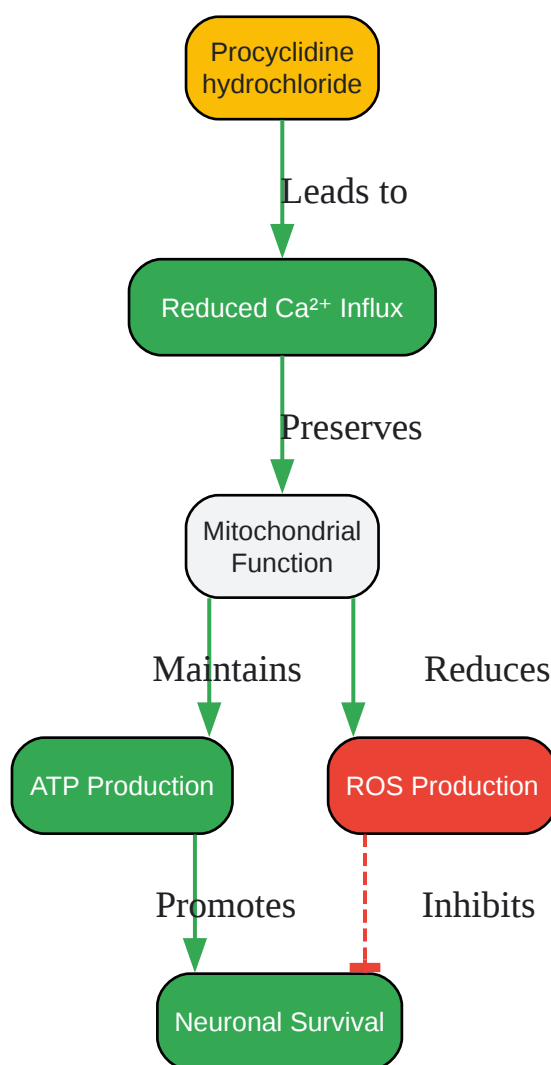 Procyclidine
hydrochloride
Leads to
Reduced Ca²⁺ Influx
Preserves
Mitochondrial
Function
Maintains
Reduces
ATP Production
ROS Production
Promotes
Inhibits
Neuronal Survival